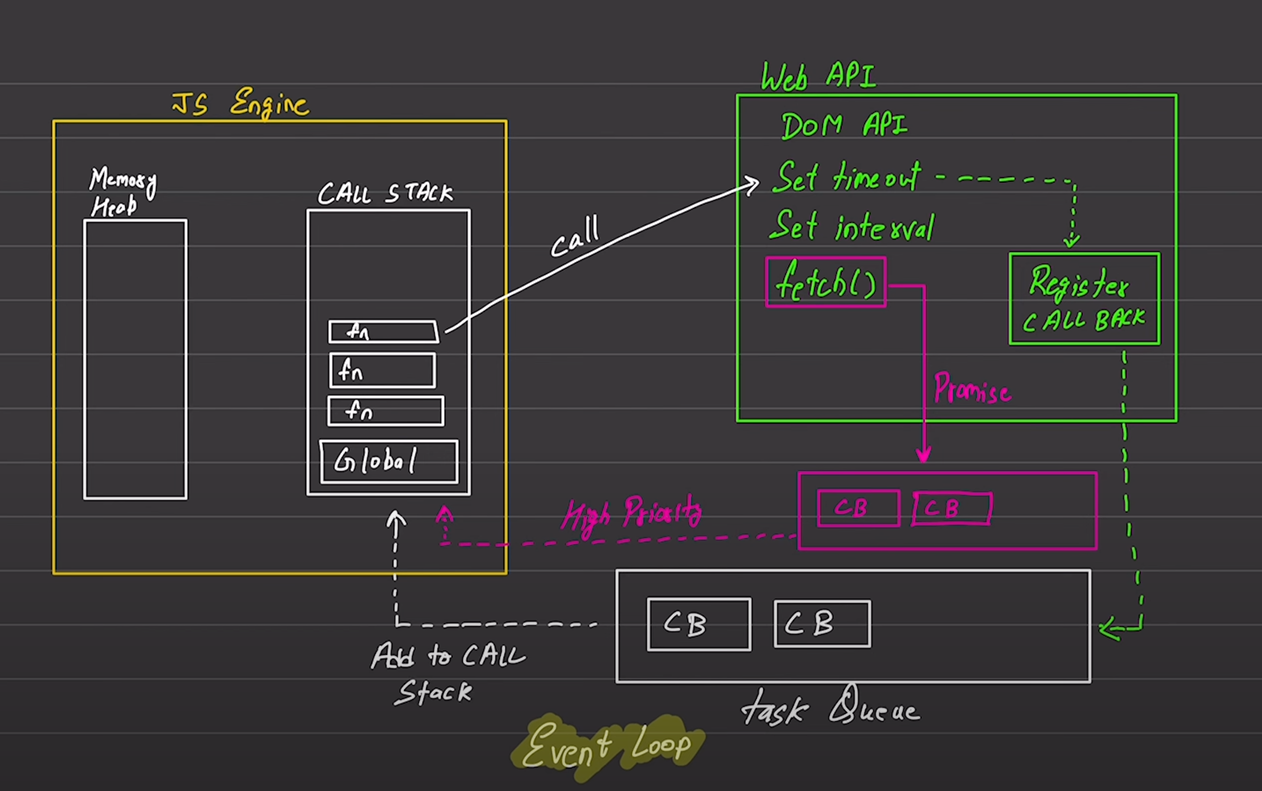 JS Engine
Memory
Heap
CALL STACK
fn
fn
fn
Global
call
Web API
DOM API
Set timeout
Set interval
fetch()
Register
CALL BACK
Promise
High Priority
CB
CB
CB
CB
Add to CALL
Stack
task Queue
Event Loop